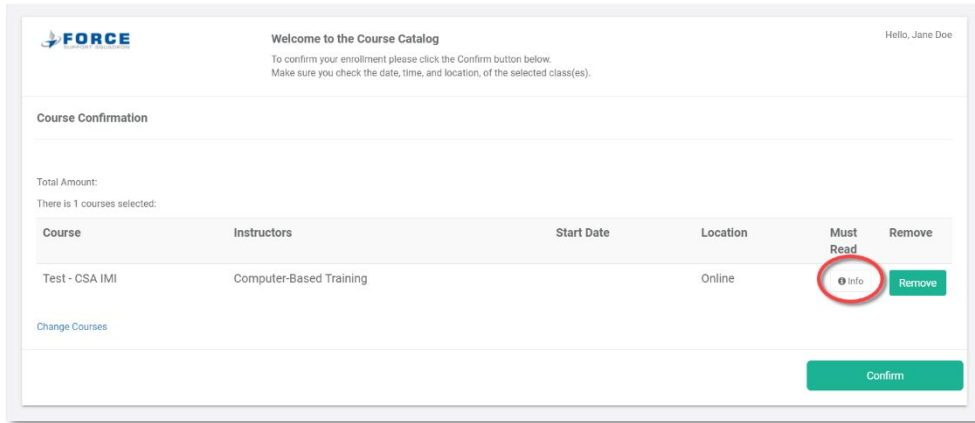 FORCE
SUPPORT SQUADRON
Welcome to the Course Catalog
Hello, Jane Doe
To confirm your enrollment please click the Confirm button below.
Make sure you check the date, time, and location, of the selected class(es).
Course Confirmation
Total Amount:
There is 1 courses selected:
Course Instructors Start Date Location Must Read Remove
Test - CSA IMI Computer-Based Training Online Info Remove
Change Courses
Confirm